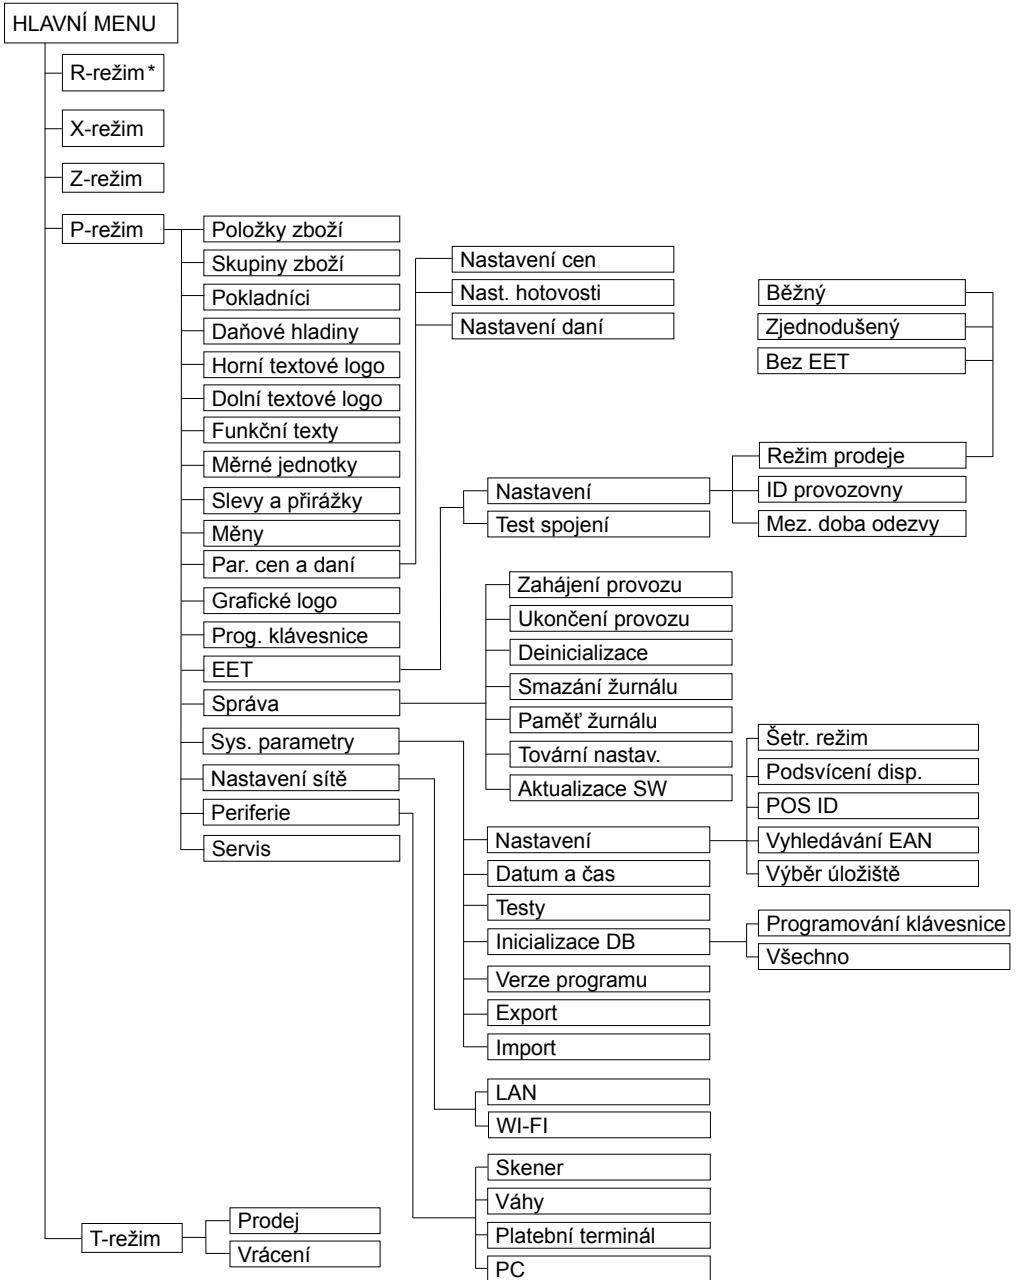 HLAVNÍ MENU
R-režim*
X-režim
Z-režim
P-režim
Položky zboží
Skupiny zboží
Pokladníci
Daňové hladiny
Horní textové logo
Dolní textové logo
Funkční texty
Měrné jednotky
Slevy a přirážky
Měny
Par. cen a daní
Nastavení cen
Nast. hotovosti
Nastavení daní
Grafické logo
Prog. klávesnice
EET
Nastavení
Režim prodeje
Běžný
Zjednodušený
Bez EET
ID provozovny
Mez. doba odezvy
Test spojení
Správa
Zahájení provozu
Ukončení provozu
Deinicializace
Smazání žurnálu
Paměť žurnálu
Tovární nastav.
Aktualizace SW
Sys. parametry
Nastavení
Šetr. režim
Podsvícení disp.
POS ID
Vyhledávání EAN
Výběr úložiště
Datum a čas
Testy
Inicializace DB
Programování klávesnice
Všechno
Verze programu
Export
Import
Nastavení sítě
LAN
WI-FI
Periferie
Skener
Váhy
Platební terminál
PC
Servis
T-režim
Prodej
Vrácení